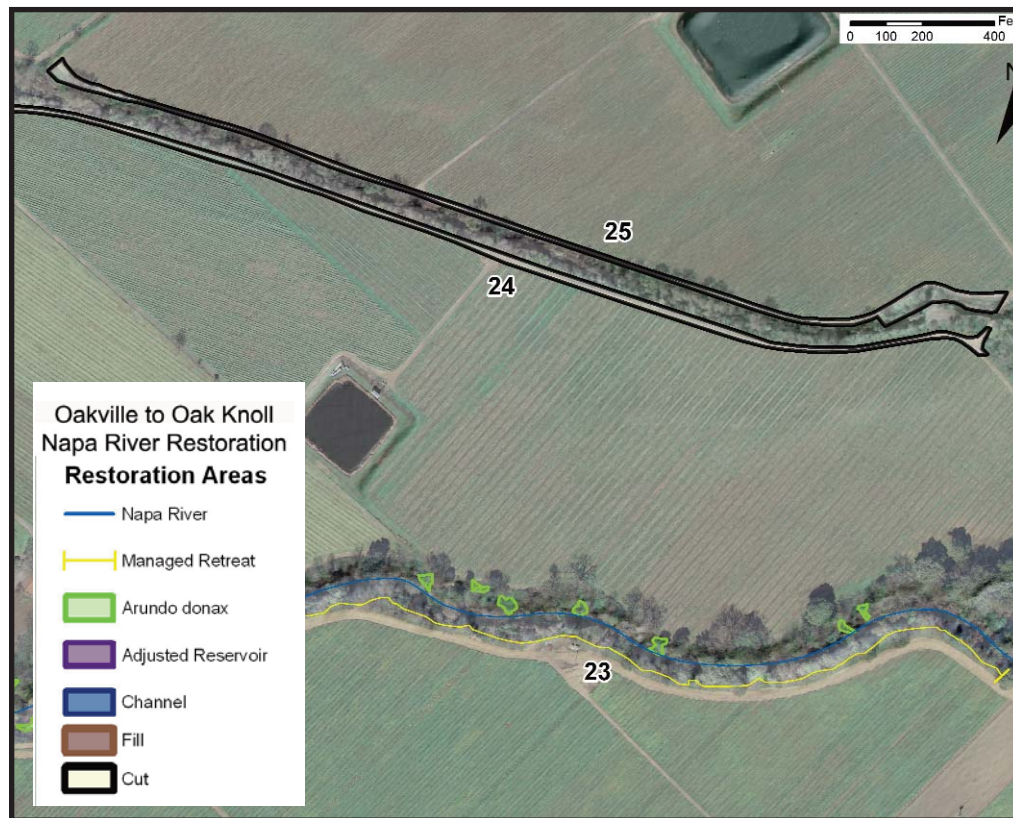 Fe
0 100 200 400
N
25
24
Oakville to Oak Knoll
Napa River Restoration
Restoration Areas
Napa River
Managed Retreat
Arundo donax
Adjusted Reservoir
Channel
Fill
Cut
23